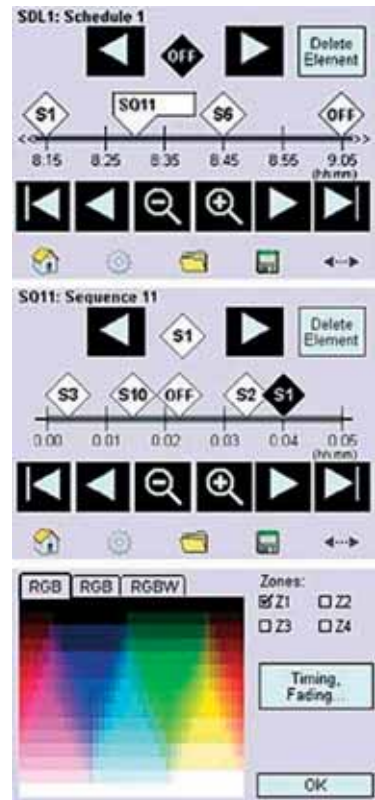 SDL1: Schedule 1
OFF
Delete
Element
S1
SQ11
S6
OFF
<< >>
8:15 8:25 8:35 8:45 8:55 9.05
(hh:mm)
SQ11: Sequence 11
S1
Delete
Element
S3 S10 OFF S2 S1
0.00 0.01 0.02 0.03 0.04 0.05
(hh:mm)
RGB RGB RGBW
Zones:
Z1 Z2
Z3 Z4
Timing,
Fading...
OK